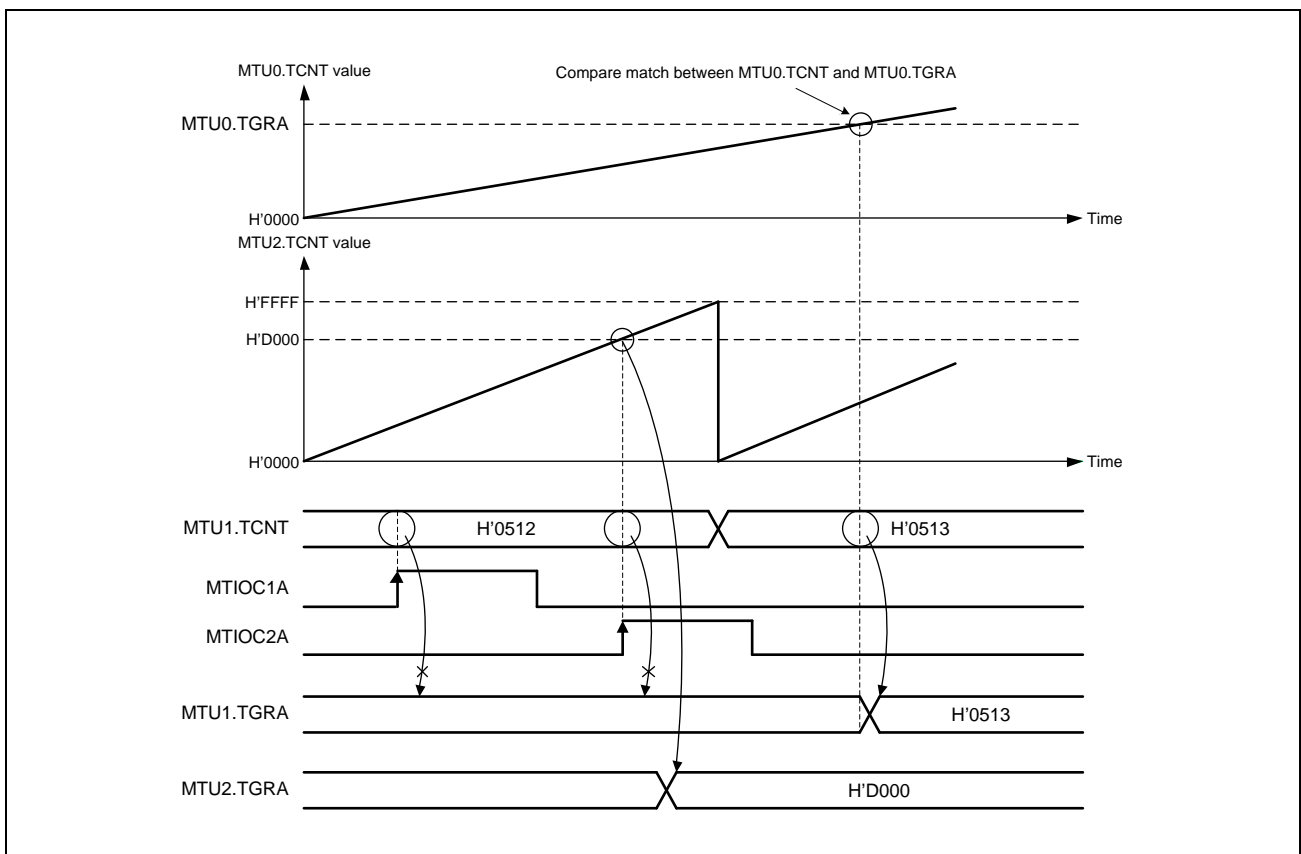 MTU0.TCNT value
Compare match between MTU0.TCNT and MTU0.TGRA
MTU0.TGRA
H'0000
Time
MTU2.TCNT value
H'FFFF
H'D000
H'0000
Time
MTU1.TCNT
H'0512
H'0513
MTIOC1A
MTIOC2A
MTU1.TGRA
H'0513
MTU2.TGRA
H'D000